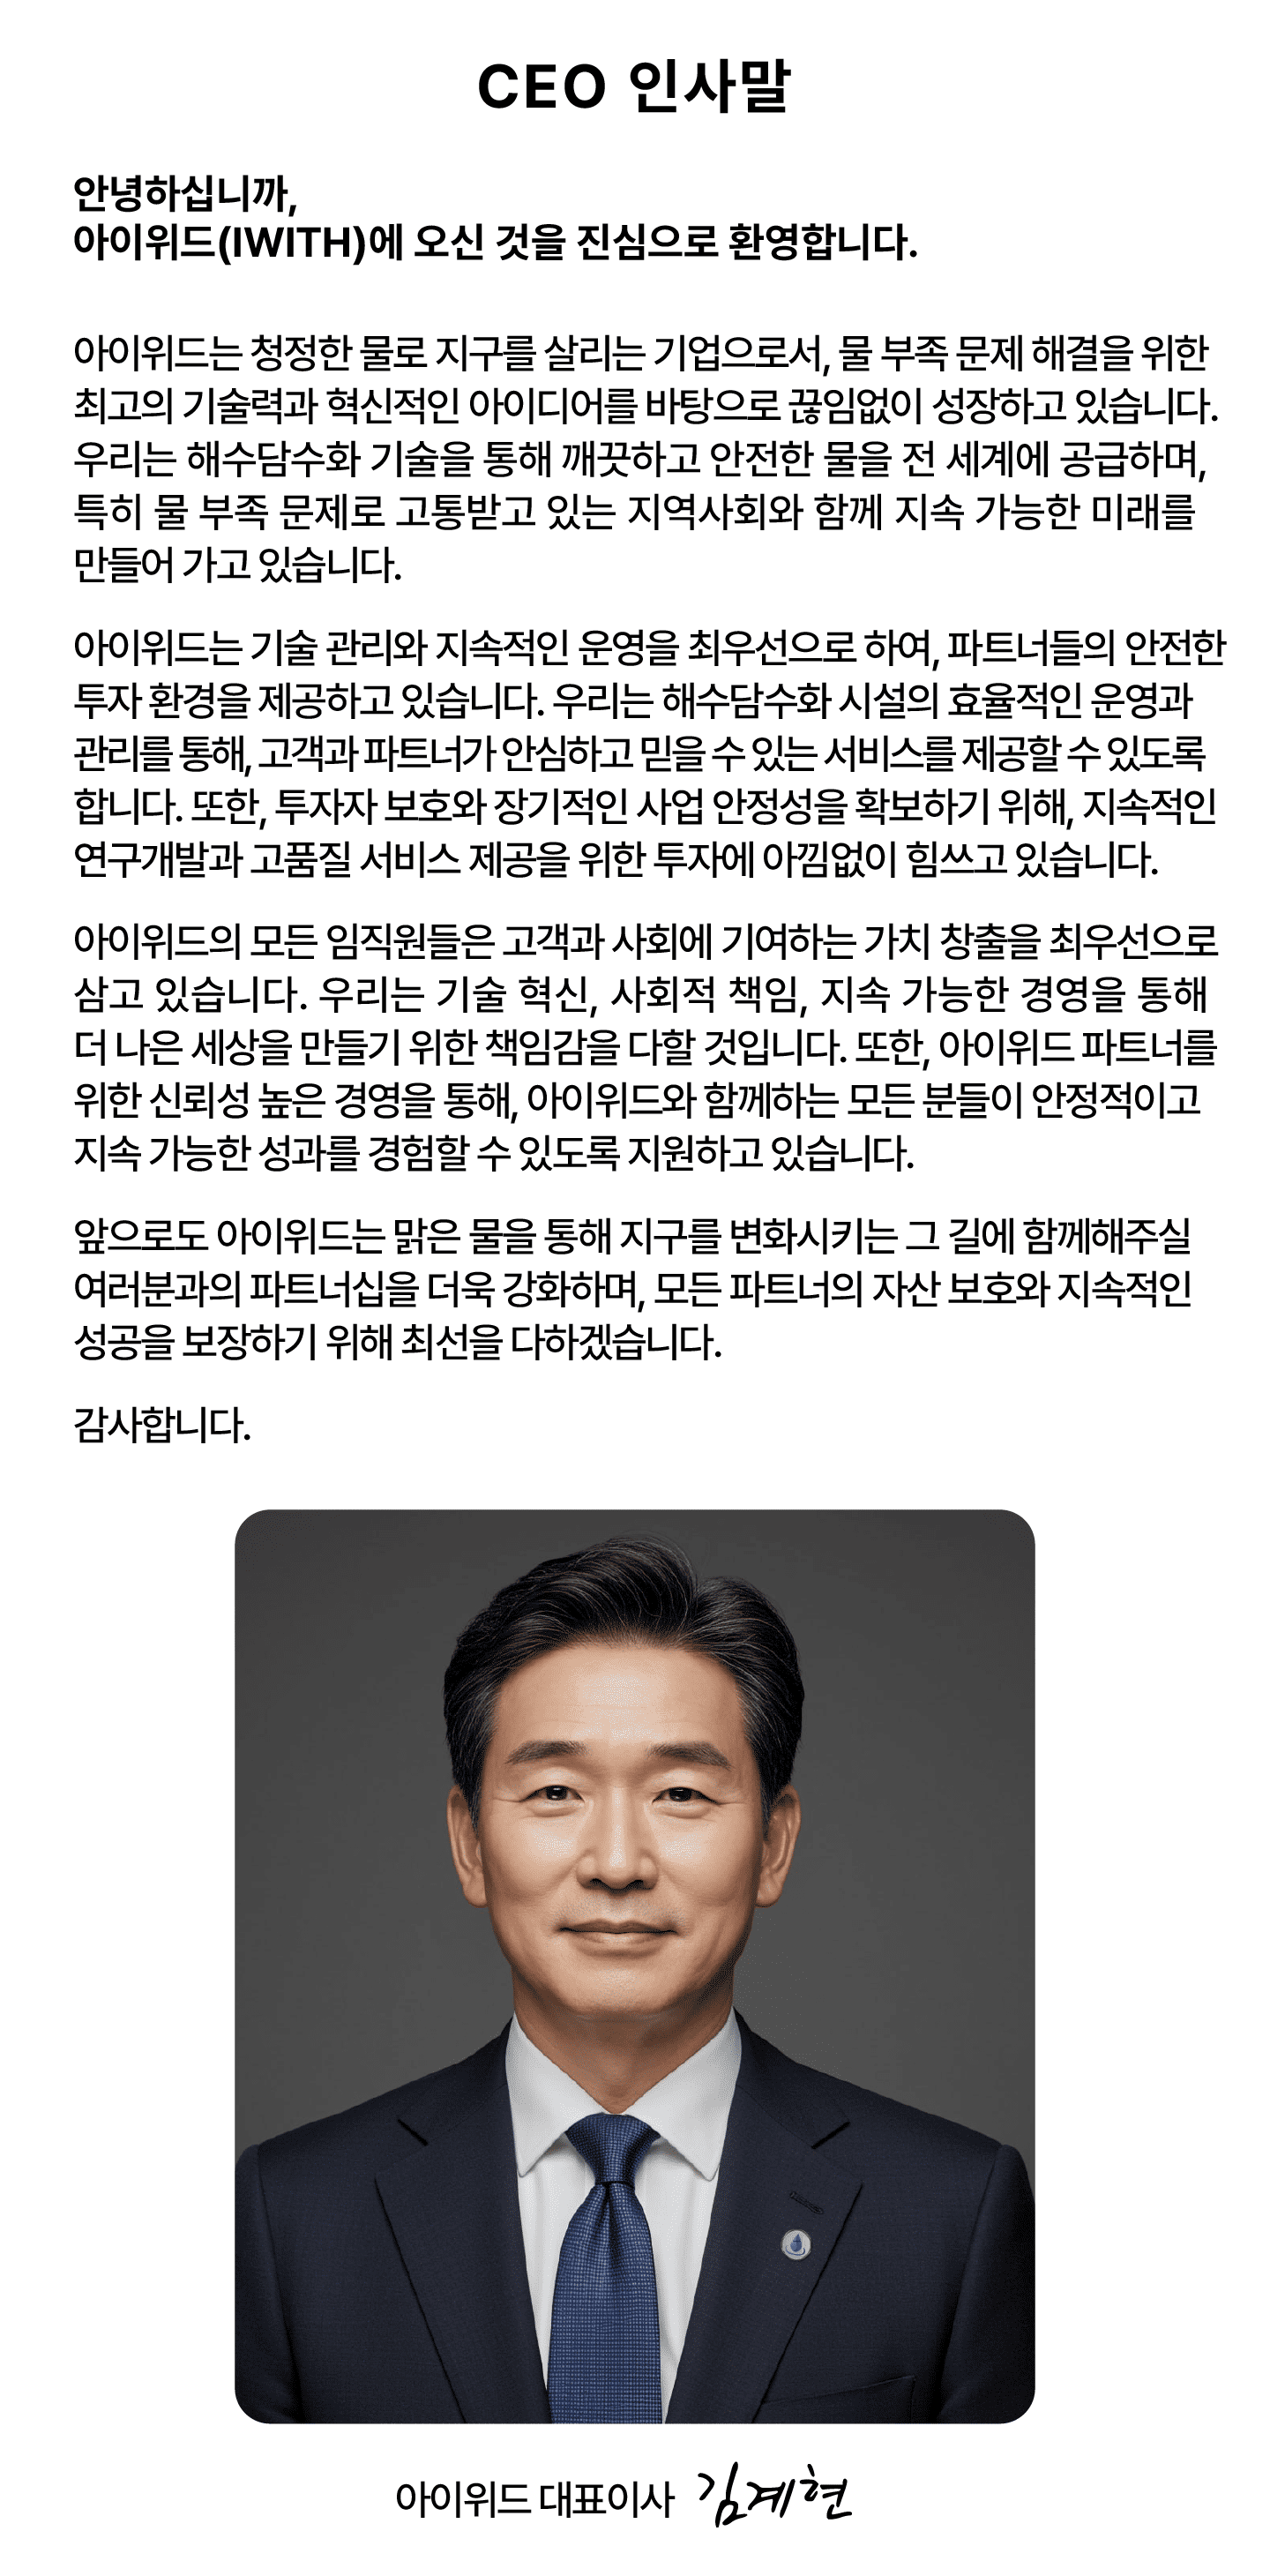 CEO 인사말
안녕하십니까,
아이위드(IWITH)에 오신 것을 진심으로 환영합니다.
아이위드는 청정한 물로 지구를 살리는 기업으로서, 물 부족 문제 해결을 위한
최고의 기술력과 혁신적인 아이디어를 바탕으로 끊임없이 성장하고 있습니다.
우리는 해수담수화 기술을 통해 깨끗하고 안전한 물을 전 세계에 공급하며,
특히 물 부족 문제로 고통받고 있는 지역사회와 함께 지속 가능한 미래를
만들어 가고 있습니다.
아이위드는 기술 관리와 지속적인 운영을 최우선으로 하여, 파트너들의 안전한
투자 환경을 제공하고 있습니다. 우리는 해수담수화 시설의 효율적인 운영과
관리를 통해, 고객과 파트너가 안심하고 믿을 수 있는 서비스를 제공할 수 있도록
합니다. 또한, 투자자 보호와 장기적인 사업 안정성을 확보하기 위해, 지속적인
연구개발과 고품질 서비스 제공을 위한 투자에 아낌없이 힘쓰고 있습니다.
아이위드의 모든 임직원들은 고객과 사회에 기여하는 가치 창출을 최우선으로
삼고 있습니다. 우리는 기술 혁신, 사회적 책임, 지속 가능한 경영을 통해
더 나은 세상을 만들기 위한 책임감을 다할 것입니다. 또한, 아이위드 파트너를
위한 신뢰성 높은 경영을 통해, 아이위드와 함께하는 모든 분들이 안정적이고
지속 가능한 성과를 경험할 수 있도록 지원하고 있습니다.
앞으로도 아이위드는 맑은 물을 통해 지구를 변화시키는 그 길에 함께해주실
여러분과의 파트너십을 더욱 강화하며, 모든 파트너의 자산 보호와 지속적인
성공을 보장하기 위해 최선을 다하겠습니다.
감사합니다.
아이위드 대표이사 김계현